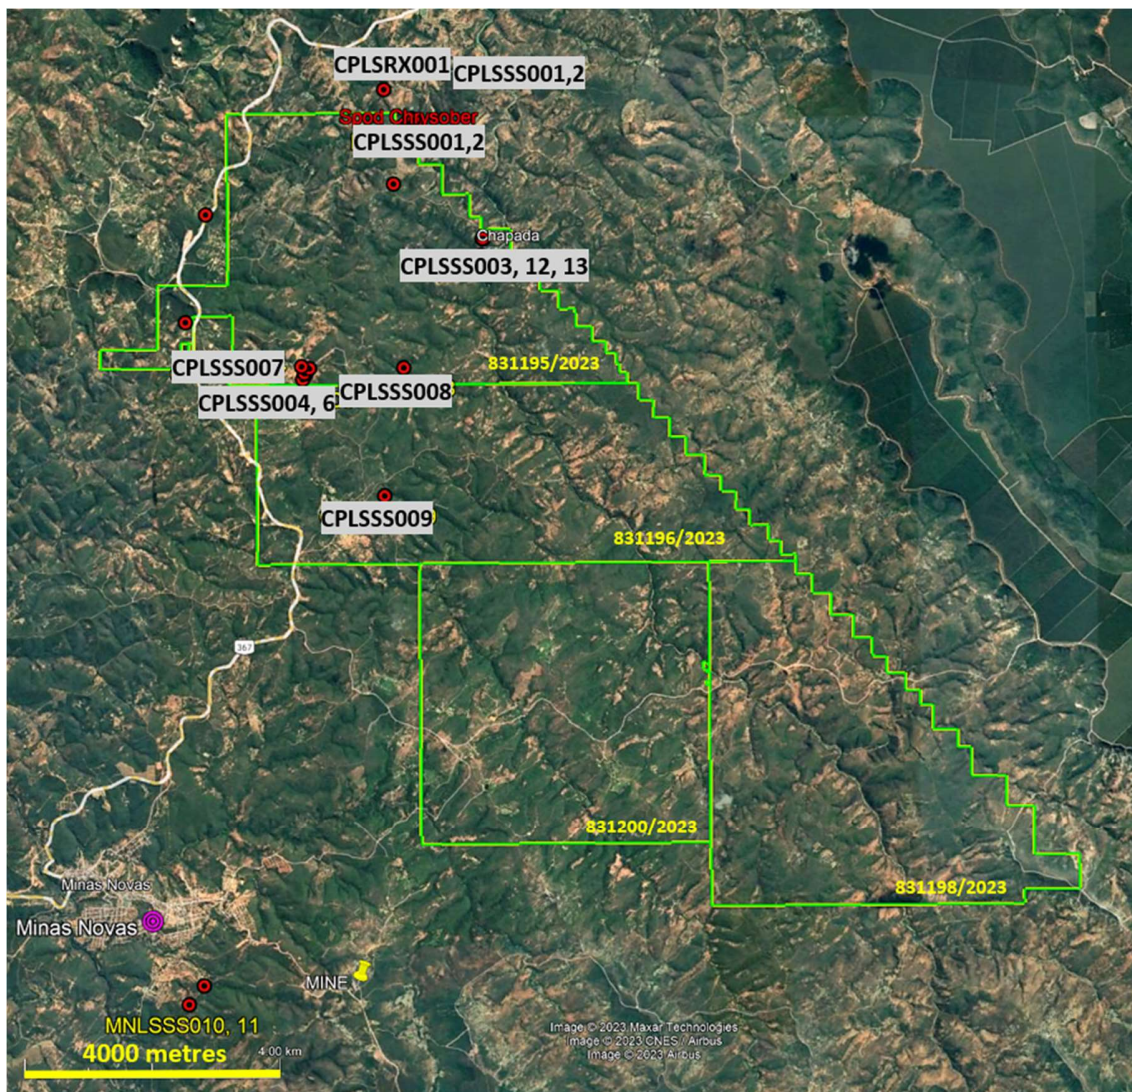 CPLSRX001
CPLSSS001,2
Spod Chrysober
CPLSSS001,2
Chapada
CPLSSS003, 12, 13
831195/2023
CPLSSS007
CPLSSS008
CPLSSS004, 6
CPLSSS009
831196/2023
367
831200/2023
Minas Novas
831198/2023
Minas Novas
MINE
MNLSSS010, 11
Image © 2023 Maxar Technologies
Image © 2023 CNES / Airbus
Image © 2023 Airbus
4000 metres
4.00 km